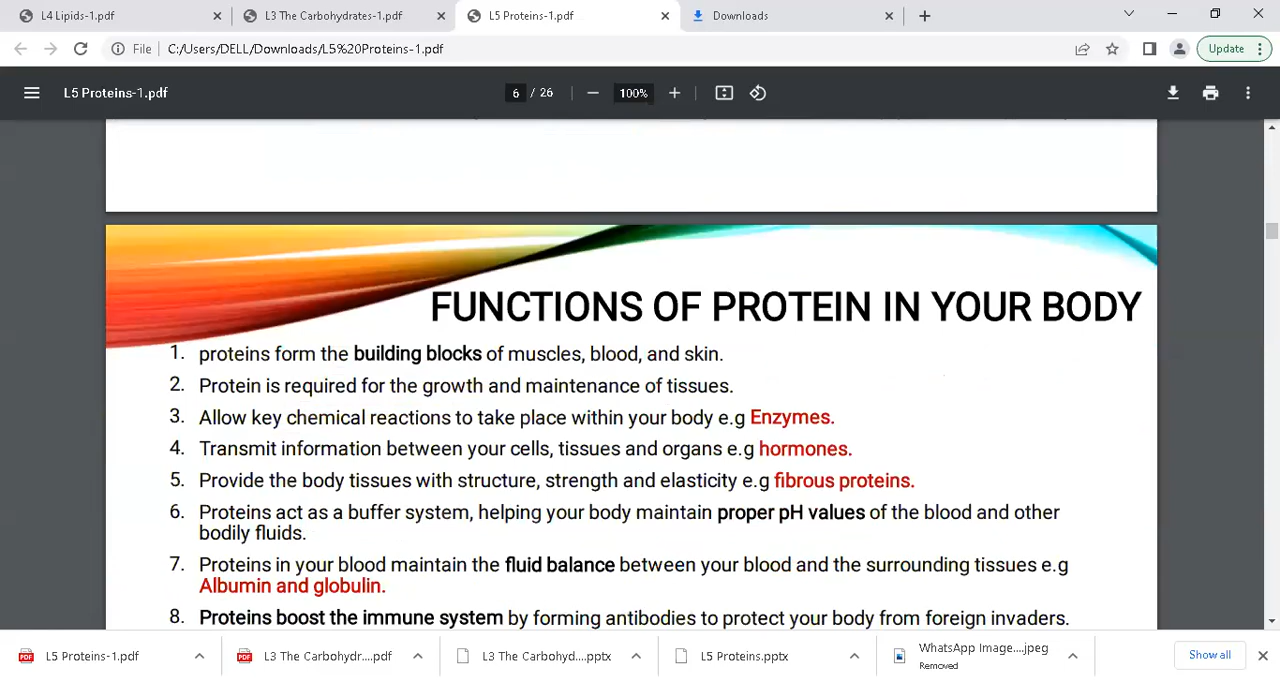 L4 Lipids-1.pdf
L3 The Carbohydrates-1.pdf
L5 Proteins-1.pdf
Downloads
File
C:/Users/DELL/Downloads/L5%20Proteins-1.pdf
Update
L5 Proteins-1.pdf
6 / 26
100%
FUNCTIONS OF PROTEIN IN YOUR BODY
1. proteins form the building blocks of muscles, blood, and skin.
2. Protein is required for the growth and maintenance of tissues.
3. Allow key chemical reactions to take place within your body e.g Enzymes.
4. Transmit information between your cells, tissues and organs e.g hormones.
5. Provide the body tissues with structure, strength and elasticity e.g fibrous proteins.
6. Proteins act as a buffer system, helping your body maintain proper pH values of the blood and other
bodily fluids.
7. Proteins in your blood maintain the fluid balance between your blood and the surrounding tissues e.g
Albumin and globulin.
8. Proteins boost the immune system by forming antibodies to protect your body from foreign invaders.
L5 Proteins-1.pdf
L3 The Carbohydr....pdf
L3 The Carbohyd....pptx
L5 Proteins.pptx
WhatsApp Image....jpeg
Removed
Show all